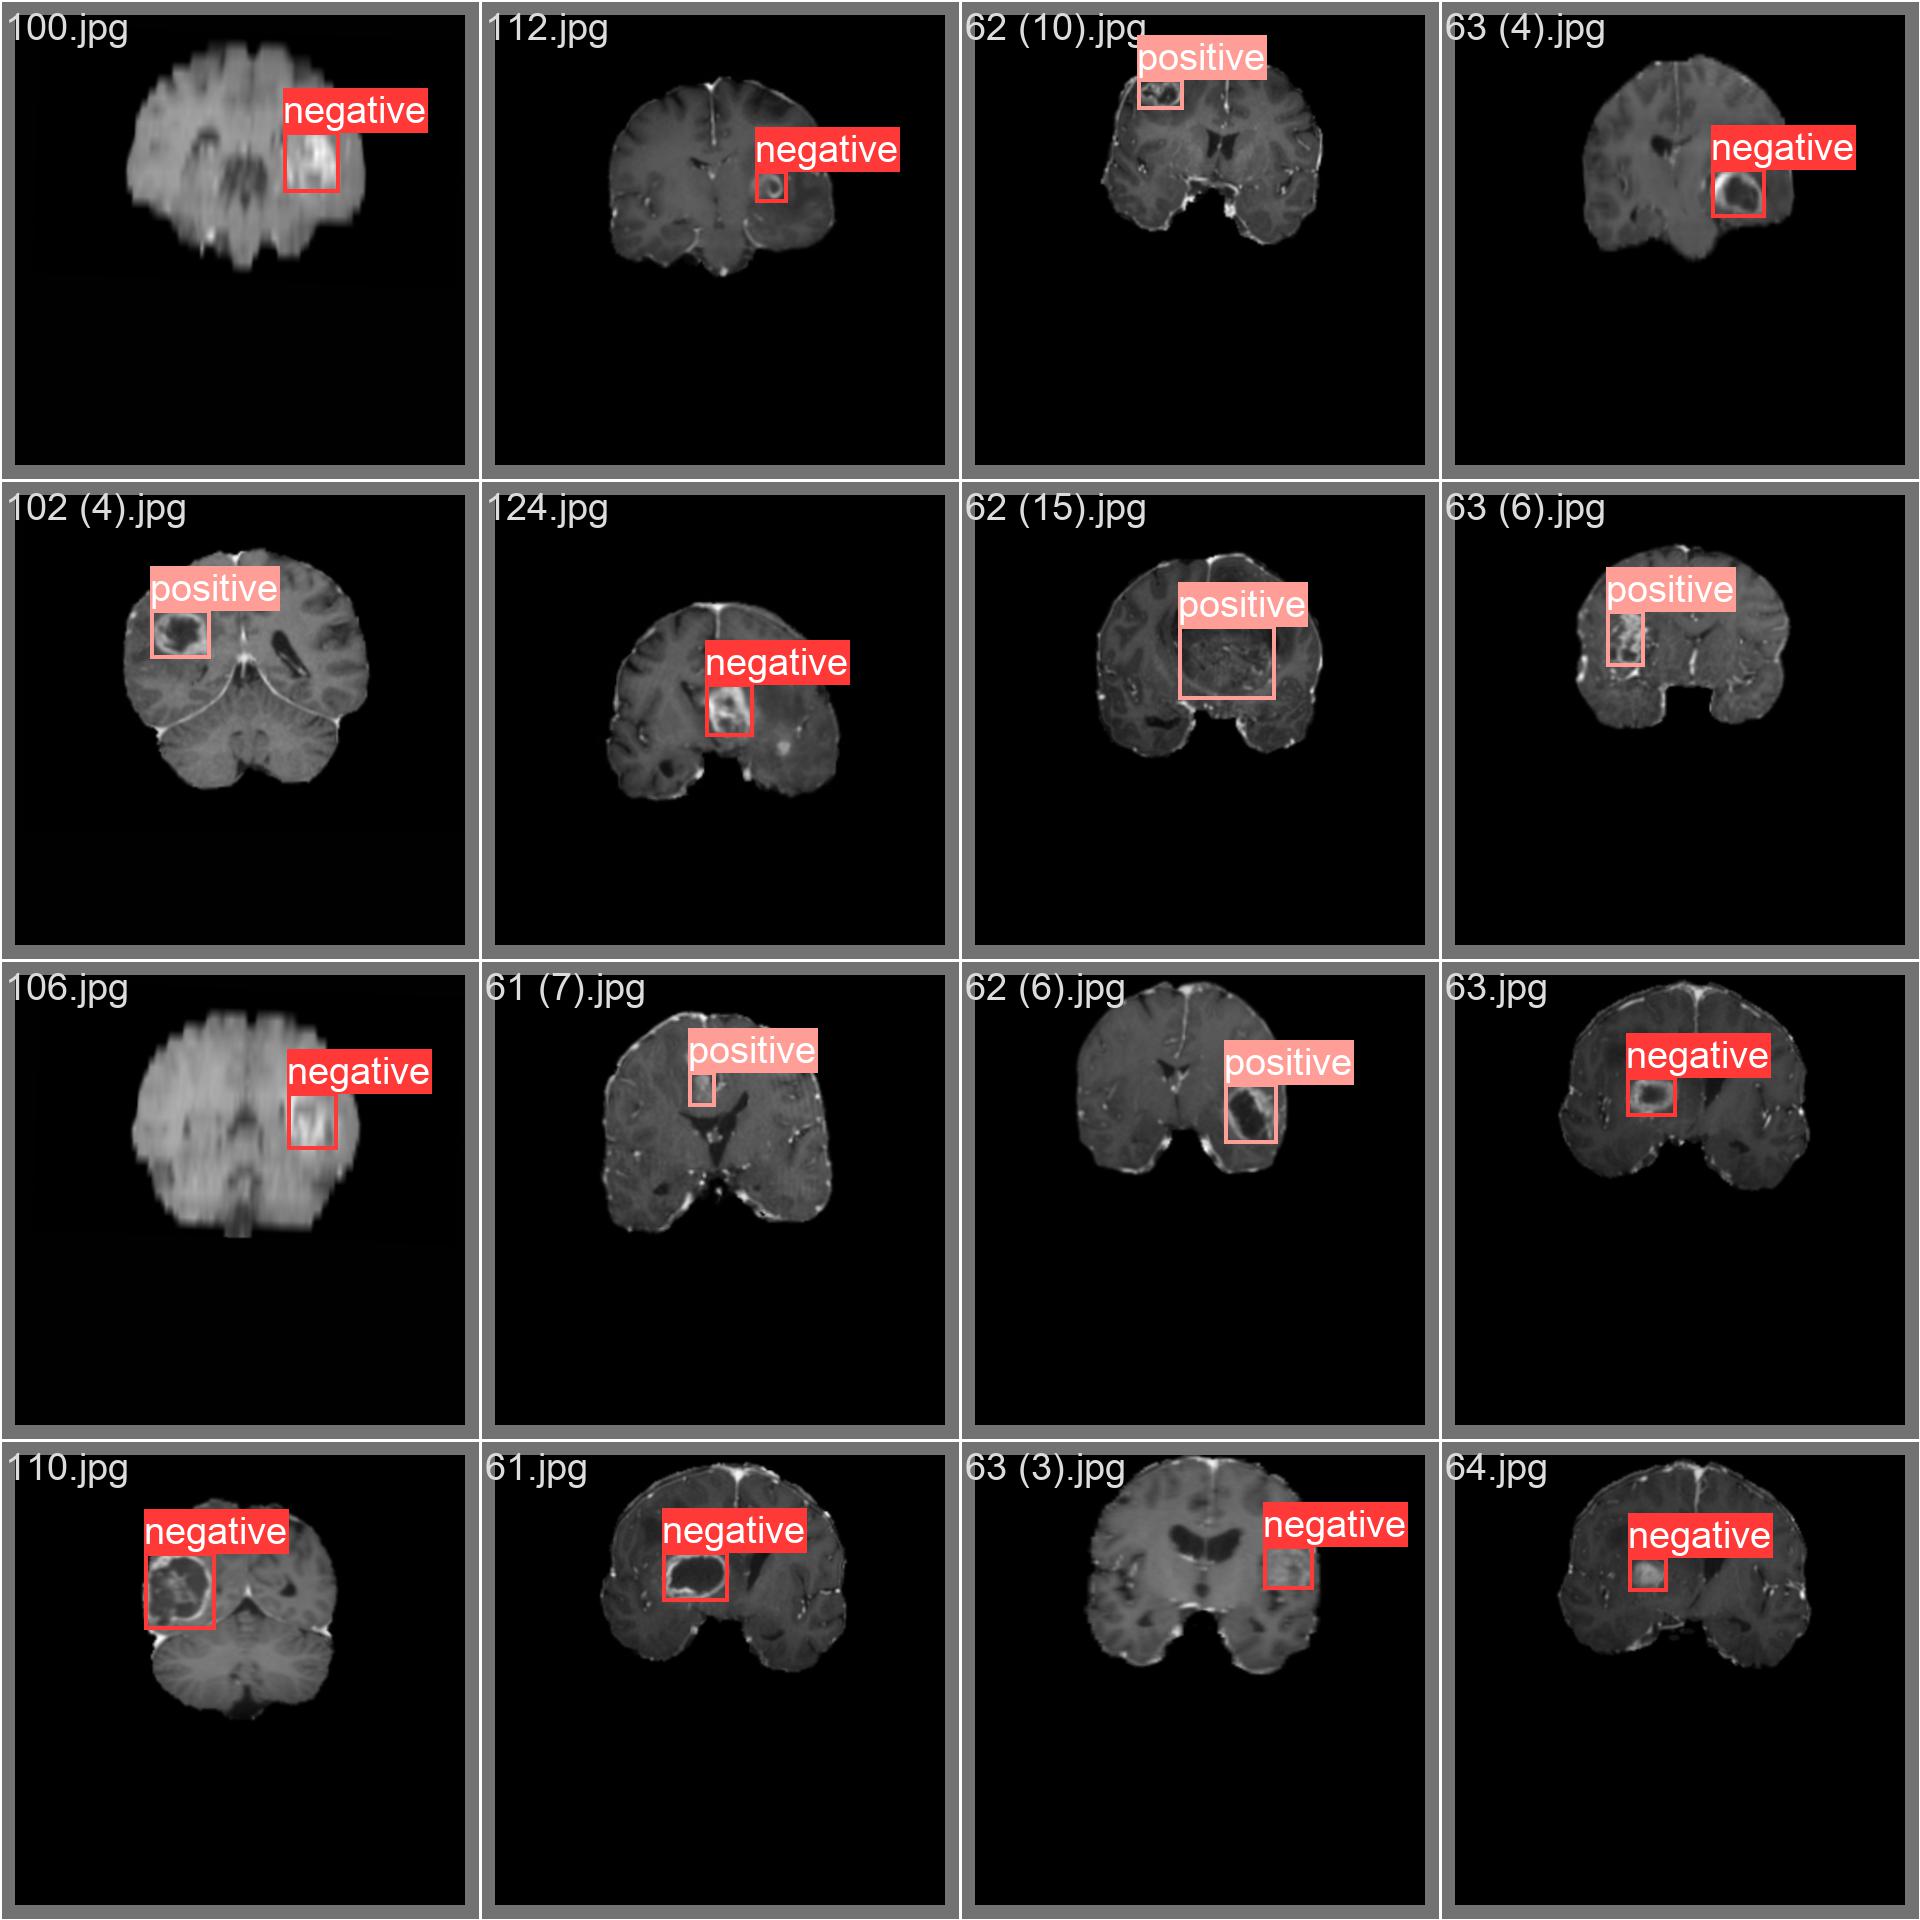 100.jpg
negative
112.jpg
negative
62 (10).jpg
positive
63 (4).jpg
negative
102 (4).jpg
positive
124.jpg
negative
62 (15).jpg
positive
63 (6).jpg
positive
106.jpg
negative
61 (7).jpg
positive
62 (6).jpg
positive
63.jpg
negative
110.jpg
negative
61.jpg
negative
63 (3).jpg
negative
64.jpg
negative